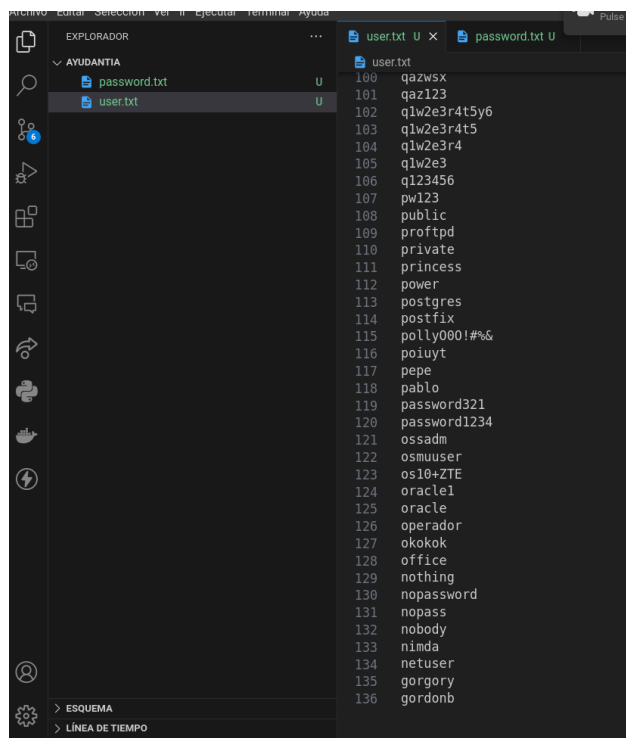 Archivo Editar Selección Ver Ir Ejecutar Terminal Ayuda
Pulse
EXPLORADOR
AYUDANTIA
password.txt U
user.txt U
6
user.txt U
password.txt U
user.txt
100 qazwsx
101 qaz123
102 q1w2e3r4t5y6
103 q1w2e3r4t5
104 q1w2e3r4
105 q1w2e3
106 q123456
107 pw123
108 public
109 proftpd
110 private
111 princess
112 power
113 postgres
114 postfix
115 polly000!#%&
116 poiuyt
117 pepe
118 pablo
119 password321
120 password1234
121 ossadm
122 osmuuser
123 os10+ZTE
124 oracle1
125 oracle
126 operador
127 okokok
128 office
129 nothing
130 nopassword
131 nopass
132 nobody
133 nimda
134 netuser
135 gorgory
136 gordonb
ESQUEMA
LÍNEA DE TIEMPO